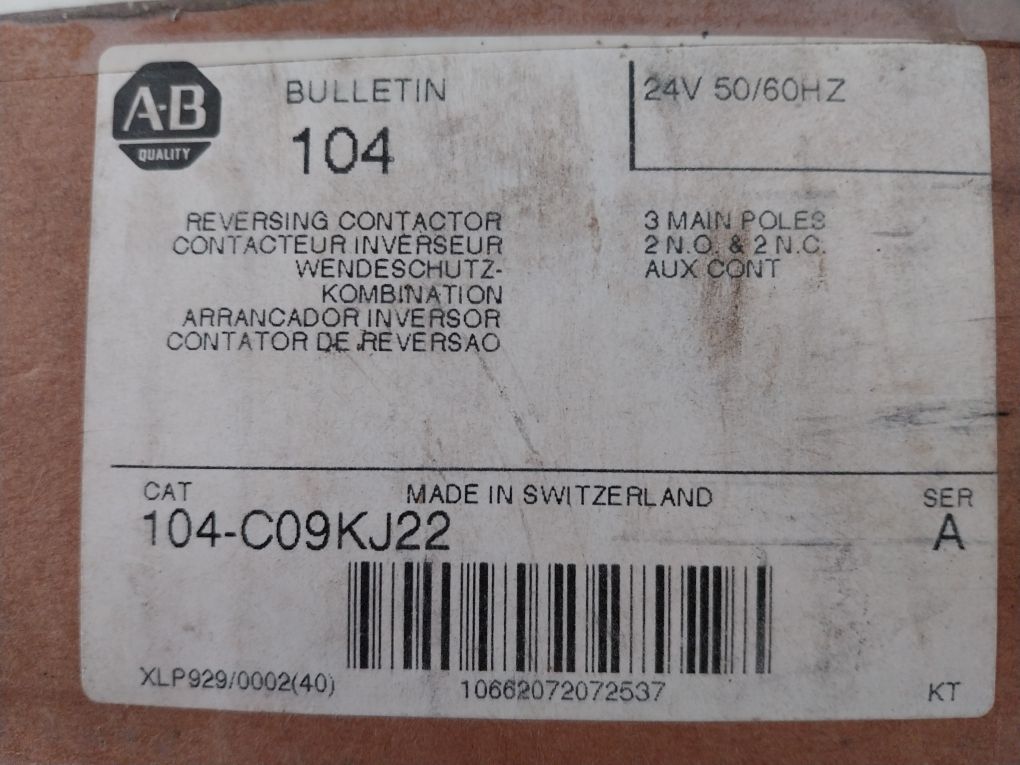 A-B
QUALITY
BULLETIN
104
24V 50/60HZ
REVERSING CONTACTOR
CONTACTEUR INVERSEUR
WENDESCHUTZ-
KOMBINATION
ARRANCADOR INVERSOR
CONTATOR DE REVERSAO
3 MAIN POLES
2 N.O. & 2 N.C.
AUX CONT
CAT
104-C09KJ22
MADE IN SWITZERLAND
SER
A
XLP929/0002(40)
10662072072537
KT